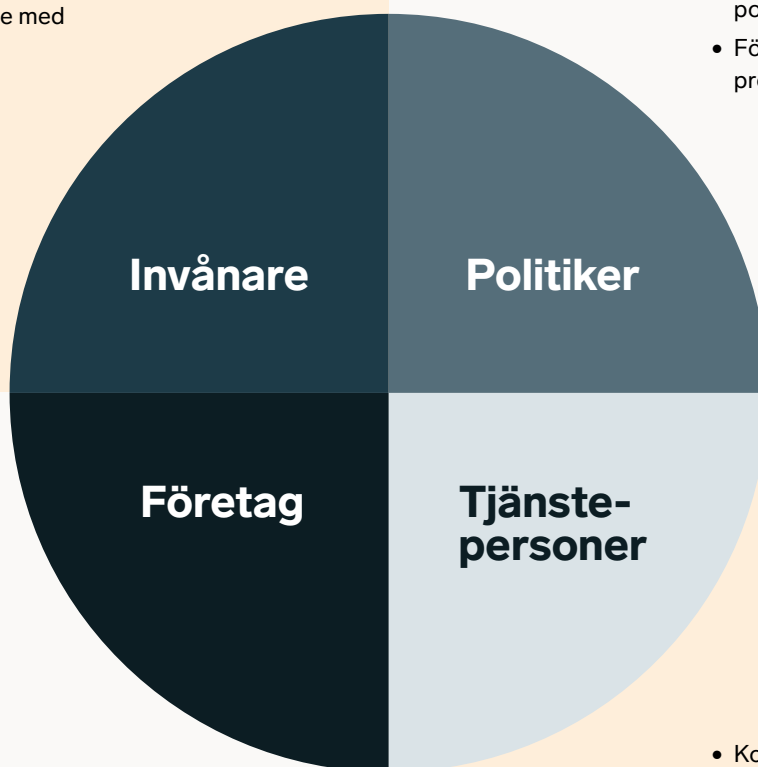 e med
Invånare
Politiker
Företag
Tjänste-
personer